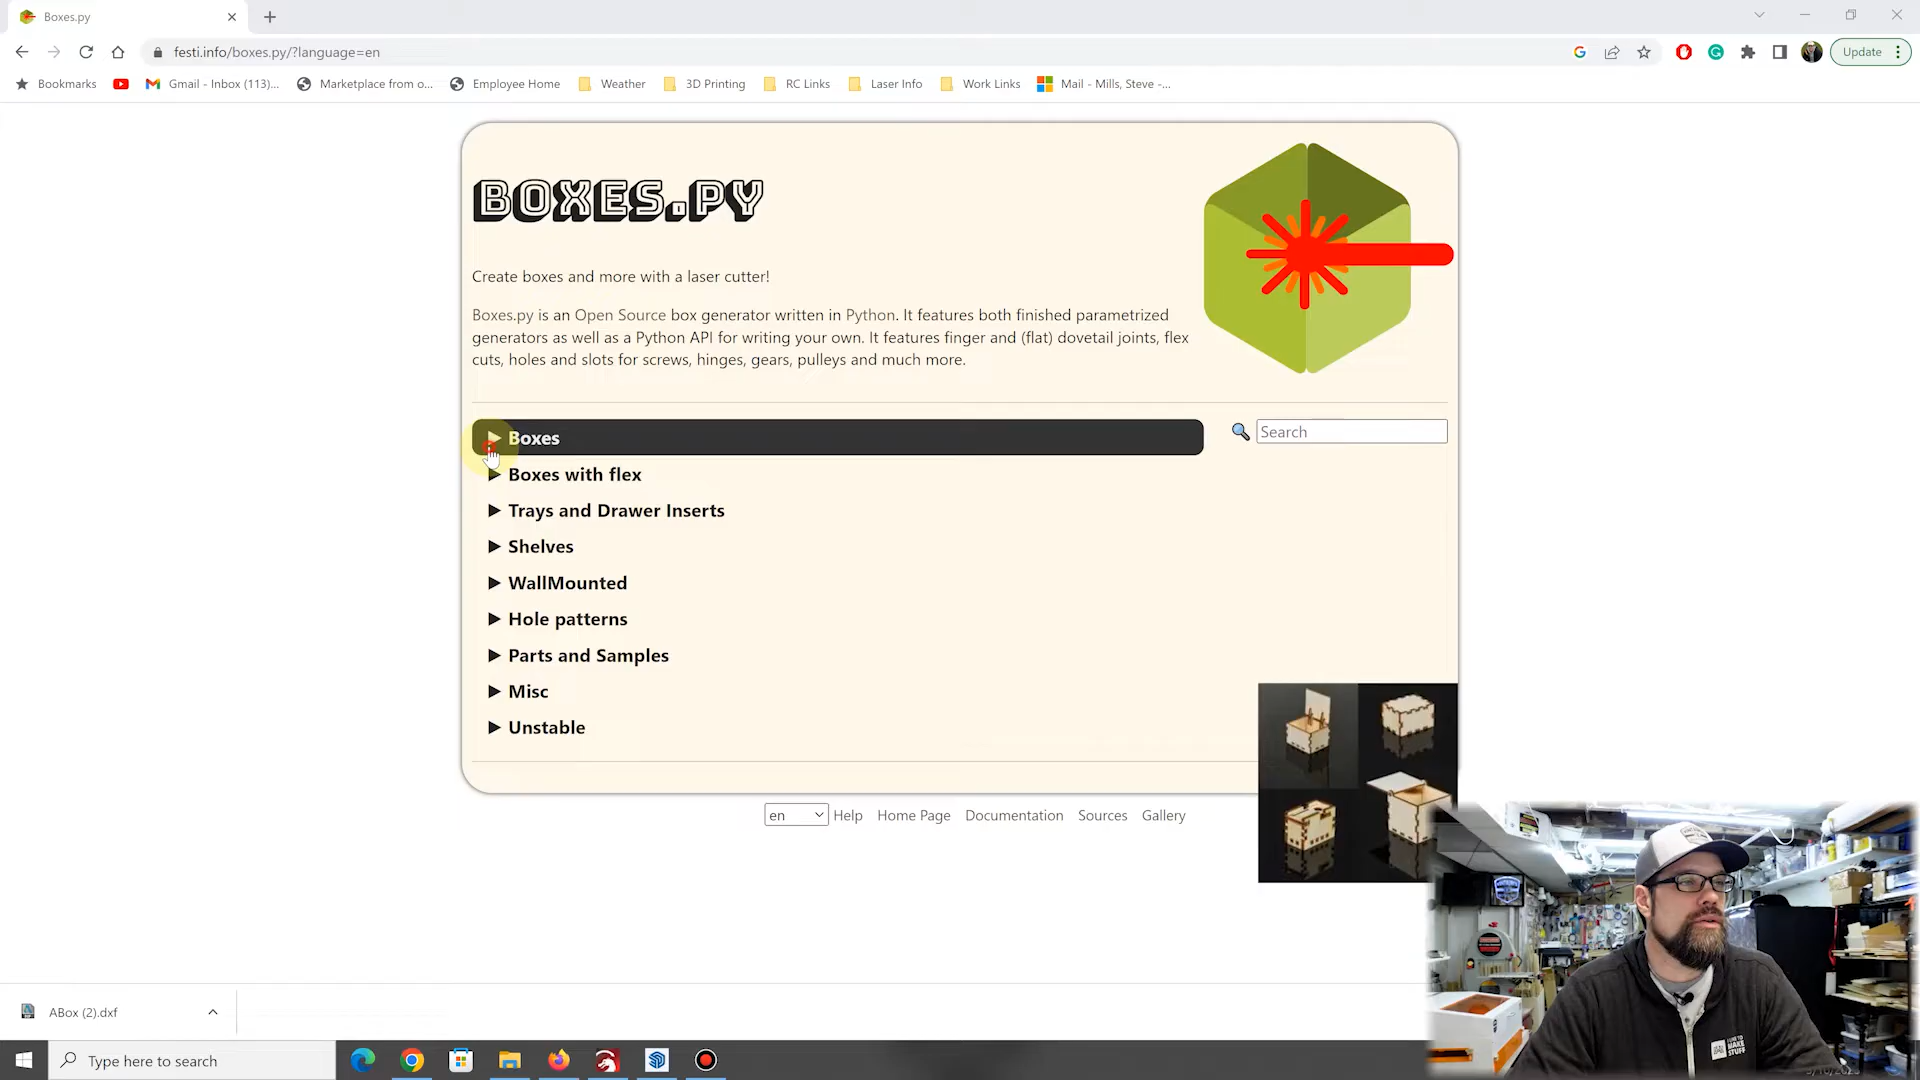 Boxes.py
festi.info/boxes.py/?language=en
Update
Bookmarks
Gmail - Inbox (113)...
Marketplace from o...
Employee Home
Weather
3D Printing
RC Links
Laser Info
Work Links
Mail - Mills, Steve -...
BOXES.PY
Create boxes and more with a laser cutter!
Boxes.py is an Open Source box generator written in Python. It features both finished parametrized
generators as well as a Python API for writing your own. It features finger and (flat) dovetail joints, flex
cuts, holes and slots for screws, hinges, gears, pulleys and much more.
Boxes
Search
Boxes with flex
Trays and Drawer Inserts
Shelves
WallMounted
Hole patterns
Parts and Samples
Misc
Unstable
en
Help
Home Page
Documentation
Sources
Gallery
ABox (2).dxf
Type here to search
MAKE
STUFF